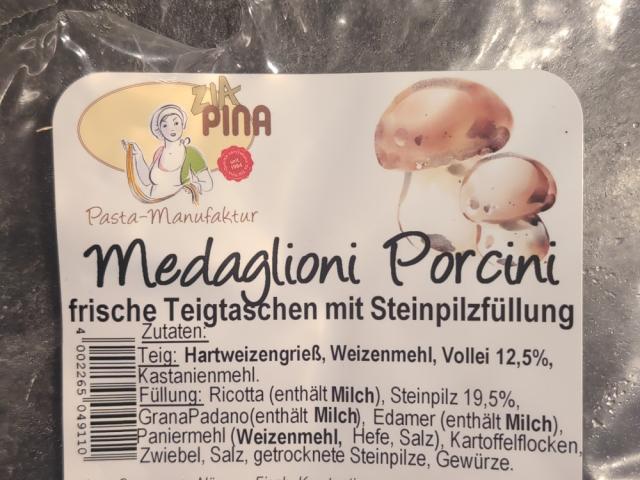 ZIA
PINA
seit
1964
Pasta-Manufaktur
Medaglioni Porcini
frische Teigtaschen mit Steinpilzfüllung
Zutaten:
Teig: Hartweizengrieß, Weizenmehl, Vollei 12,5%,
Kastanienmehl.
Füllung: Ricotta (enthält Milch), Steinpilz 19,5%,
GranaPadano(enthält Milch), Edamer (enthält Milch),
Paniermehl (Weizenmehl, Hefe, Salz), Kartoffelflocken,
Zwiebel, Salz, getrocknete Steinpilze, Gewürze.
4 002265 049110